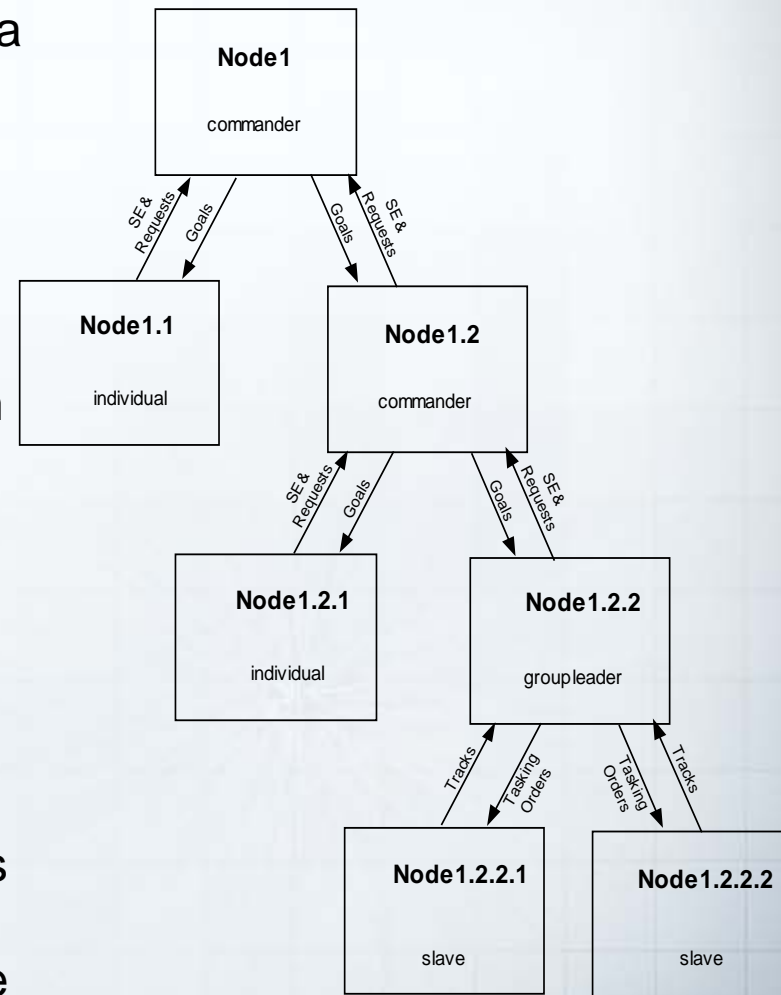 a
Node1
commander
SE &
Requests
Goals
Goals
SE &
Requests
Node1.1
individual
Node1.2
commander
n
SE &
Requests
Goals
Goals
SE &
Requests
Node1.2.1
individual
Node1.2.2
groupleader
Tracks
Tasking
Orders
Tasking
Orders
Tracks
s
Node1.2.2.1
slave
Node1.2.2.2
slave
e